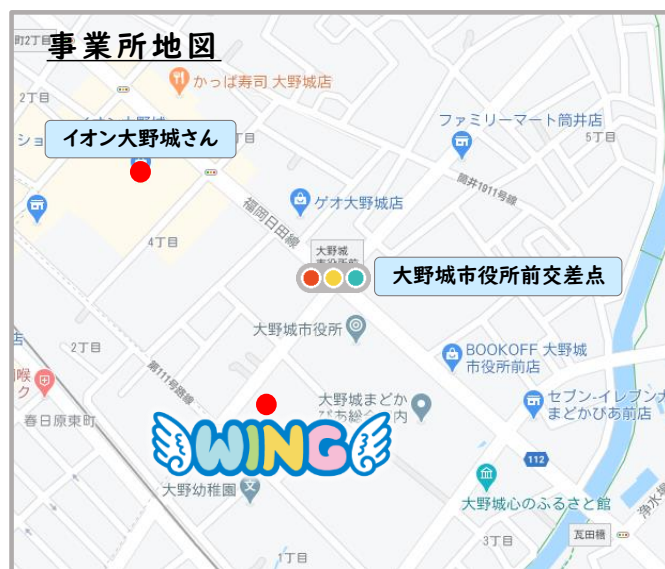 町2丁目
事業所地図
2丁目
かっぱ寿司 大野城店
イオン大野城さん
丁目
ファミリーマート筒井店
5丁目
筒井1911号線
ゲオ大野城店
福岡日田線
4丁目
大野城
大野城市役所前交差点
大野城市役所
2丁目
第111号路線
BOOKOFF 大野城
市役所前店
春日原東町
大野城まどか
セブン-イレブン大
まどかぴあ前店
WING
112
大野幼稚園
大野城心のふるさと館
浄水場
瓦田橋
3丁目
1丁目